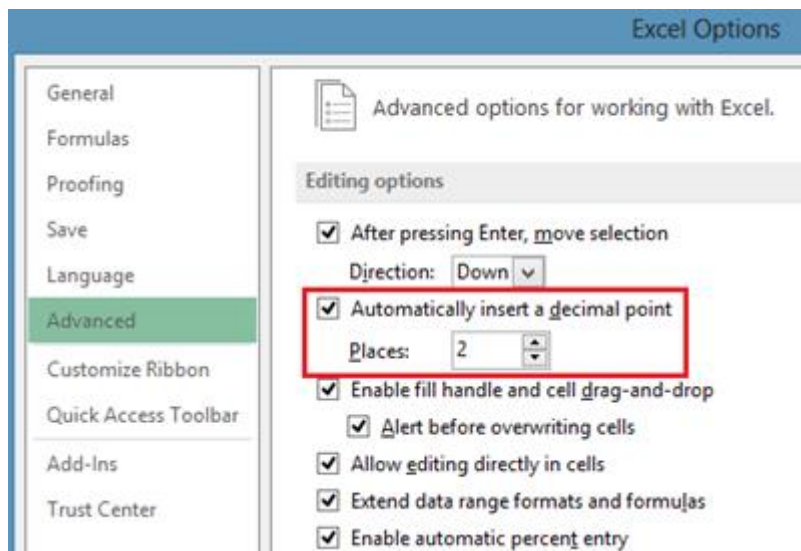 Excel Options
General
Formulas
Proofing
Save
Language
Advanced
Customize Ribbon
Quick Access Toolbar
Add-Ins
Trust Center
Advanced options for working with Excel.
Editing options
After pressing Enter, move selection
Direction: Down
Automatically insert a decimal point
Places: 2
Enable fill handle and cell drag-and-drop
Alert before overwriting cells
Allow editing directly in cells
Extend data range formats and formulas
Enable automatic percent entry